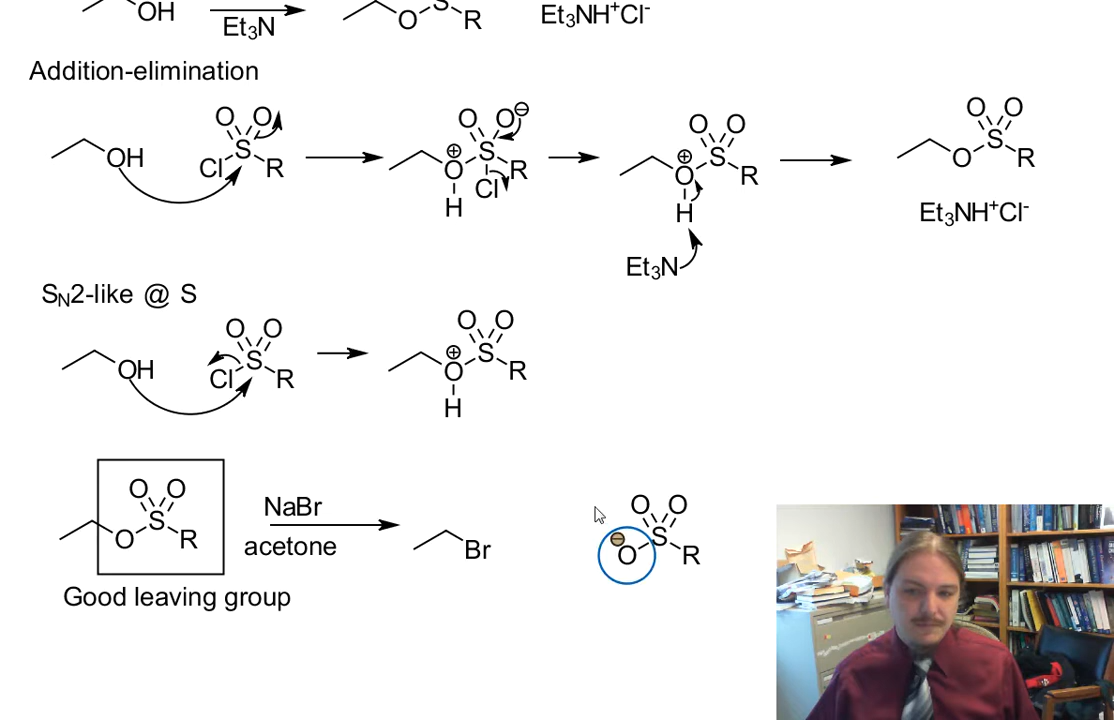 OH
Et₃N
O S R
Et₃NH⁺Cl⁻
Addition-elimination
OH Cl S O O R
O H S O O⊖ R Cl ⊕
O H S O O R ⊕
Et₃N
O S O O R
Et₃NH⁺Cl⁻
SN2-like @ S
OH Cl S O O R
O H S O O R ⊕
O S O O R
NaBr
acetone
Br
⊖ O S O O R
Good leaving group